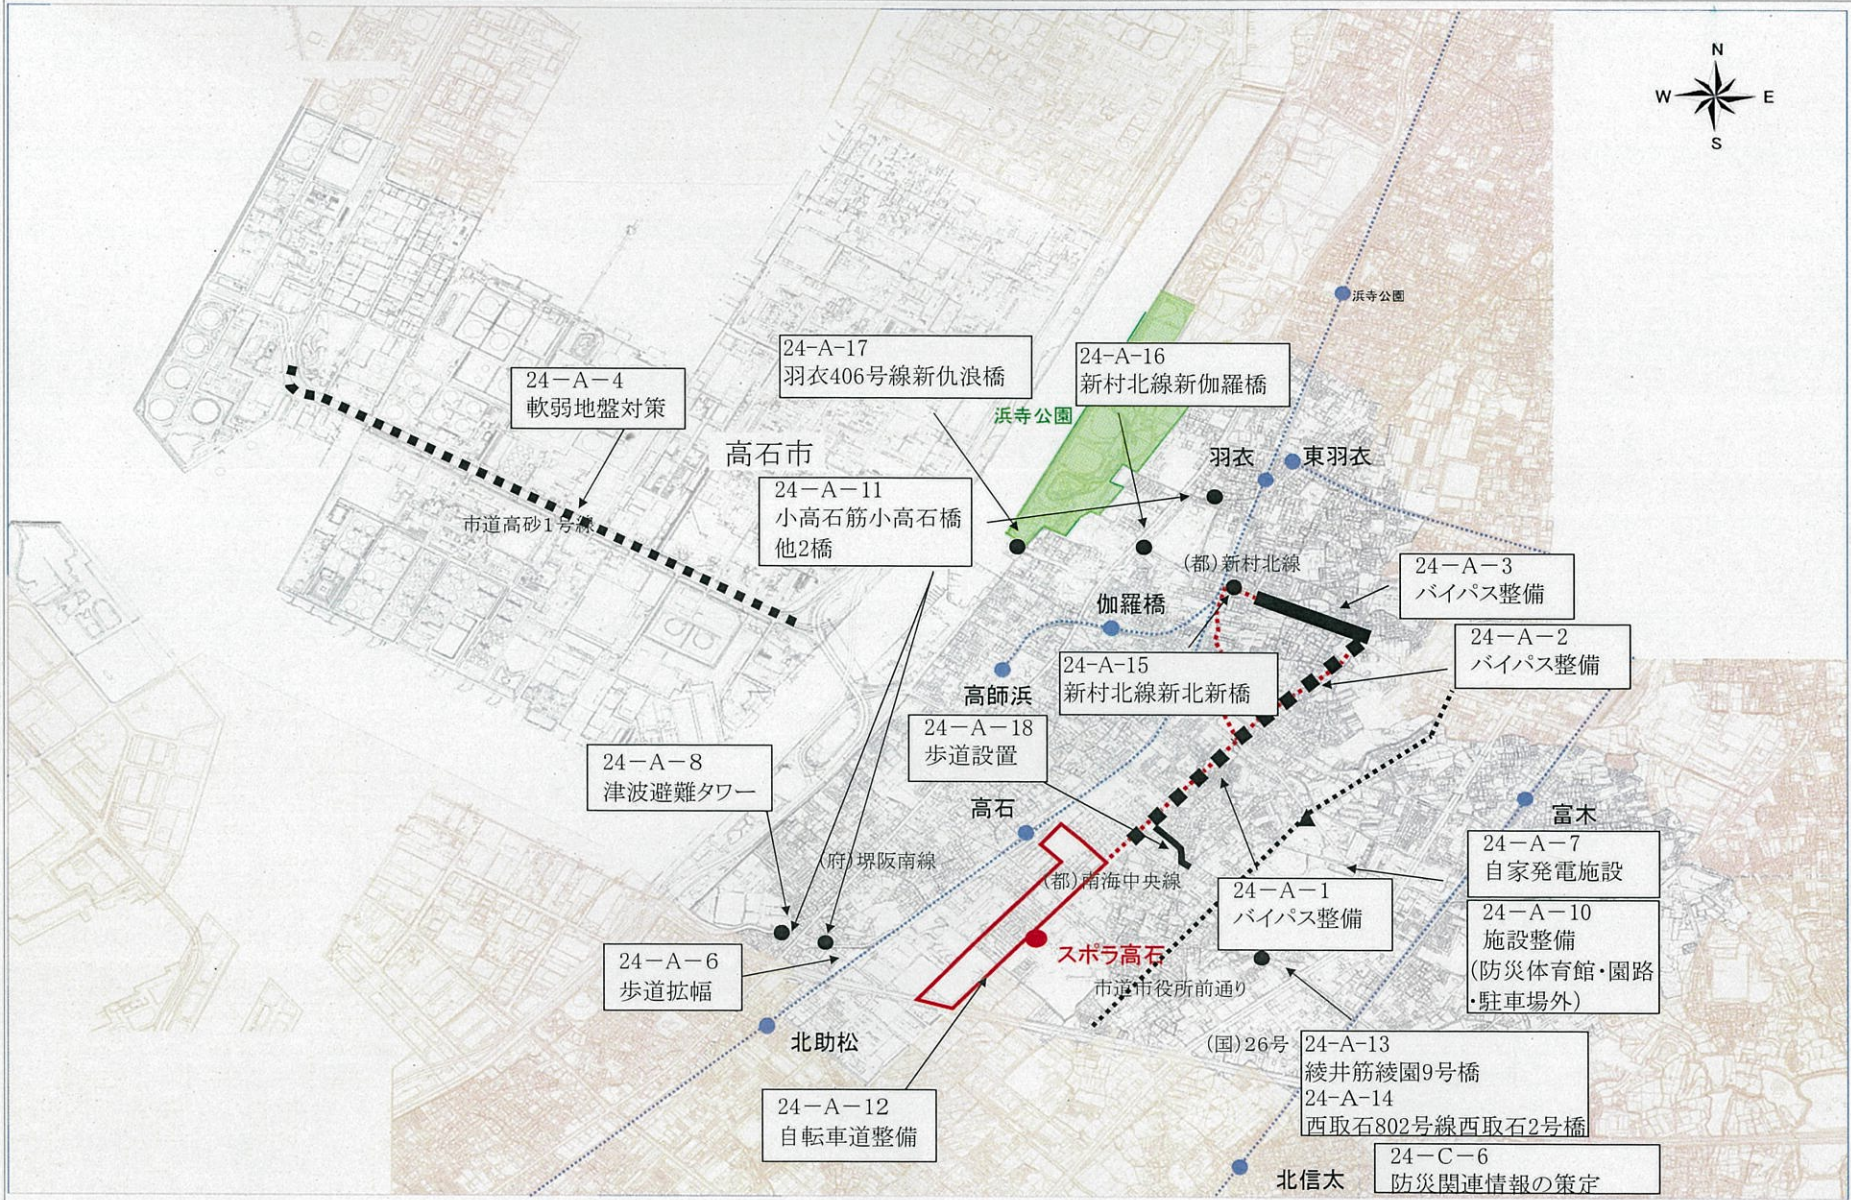 N
W E
S
浜寺公園
24-A-17
羽衣406号線新仇浪橋
24-A-16
新村北線新伽羅橋
24－A－4
軟弱地盤対策
浜寺公園
高石市
羽衣
東羽衣
24－A－11
小高石筋小高石橋
他2橋
市道高砂1号線
(都)新村北線
24－A－3
バイパス整備
伽羅橋
24－A－2
バイパス整備
24-A-15
新村北線新北新橋
高師浜
24－A－18
歩道設置
24－A－8
津波避難タワー
高石
富木
24－A－7
自家発電施設
(府)堺阪南線
(都)南海中央線
24－A－1
バイパス整備
24－A－10
施設整備
(防災体育館・園路
・駐車場外)
スポラ高石
24－A－6
歩道拡幅
市道市役所前通り
北助松
(国)26号
24-A-13
綾井筋綾園9号橋
24-A-14
西取石802号線西取石2号橋
24－A－12
自転車道整備
24－C－6
防災関連情報の策定
北信太